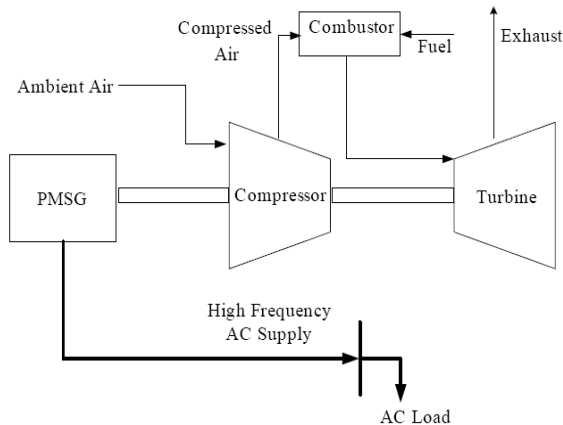 Compressed
Air
Combustor
Fuel
Exhaust
Ambient Air
PMSG
Compressor
Turbine
High Frequency
AC Supply
AC Load